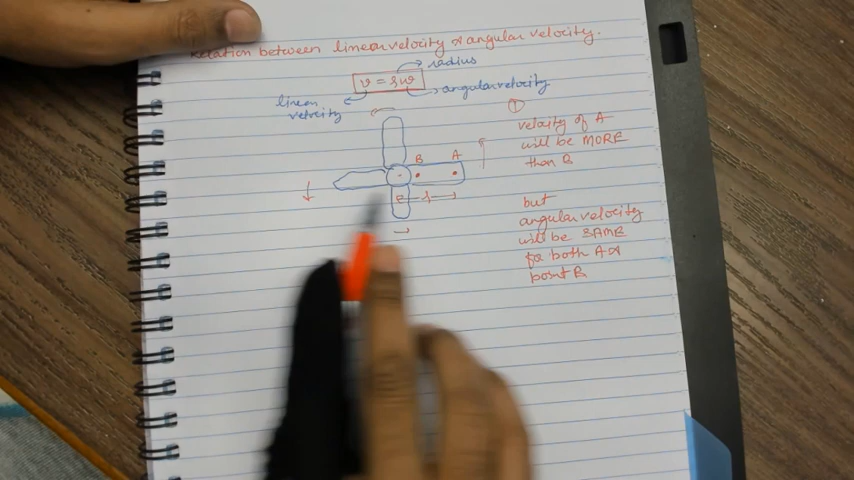 Relation between linear velocity & angular velocity.
radius
v = rω
angular velocity
linear
velocity
①
velocity of A
will be MORE
than B
B A
but
angular velocity
will be SAME
for both A &
point B